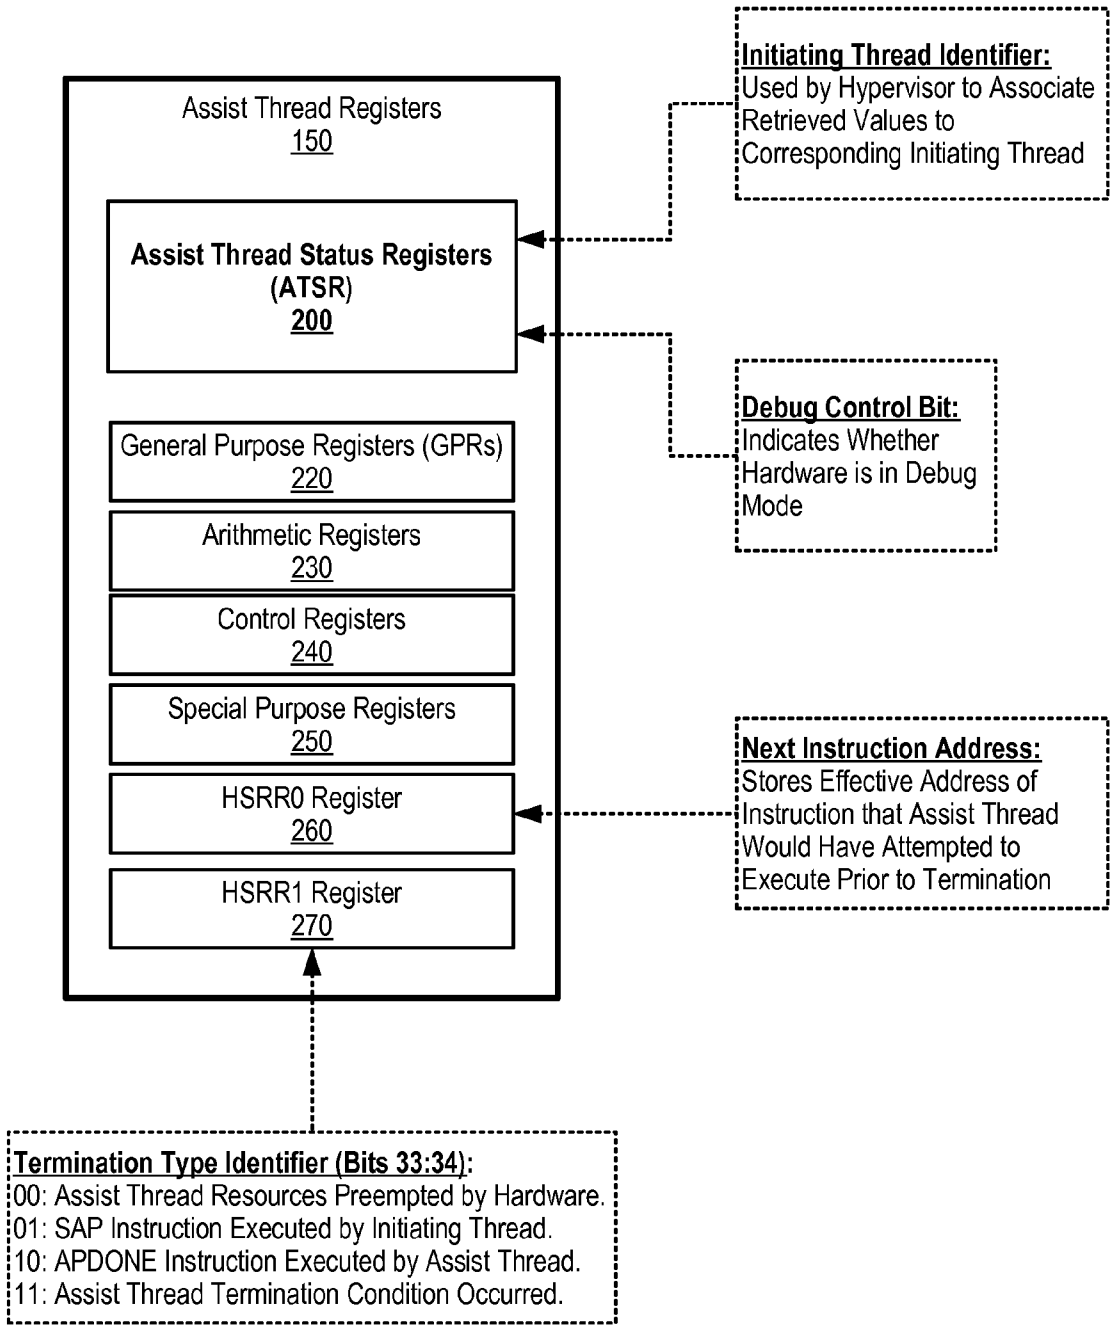 Initiating Thread Identifier:
Used by Hypervisor to Associate
Retrieved Values to
Corresponding Initiating Thread
Assist Thread Registers
150
Assist Thread Status Registers
(ATSR)
200
Debug Control Bit:
Indicates Whether
Hardware is in Debug
Mode
General Purpose Registers (GPRs)
220
Arithmetic Registers
230
Control Registers
240
Special Purpose Registers
250
HSRR0 Register
260
Next Instruction Address:
Stores Effective Address of
Instruction that Assist Thread
Would Have Attempted to
Execute Prior to Termination
HSRR1 Register
270
Termination Type Identifier (Bits 33:34):
00: Assist Thread Resources Preempted by Hardware.
01: SAP Instruction Executed by Initiating Thread.
10: APDONE Instruction Executed by Assist Thread.
11: Assist Thread Termination Condition Occurred.